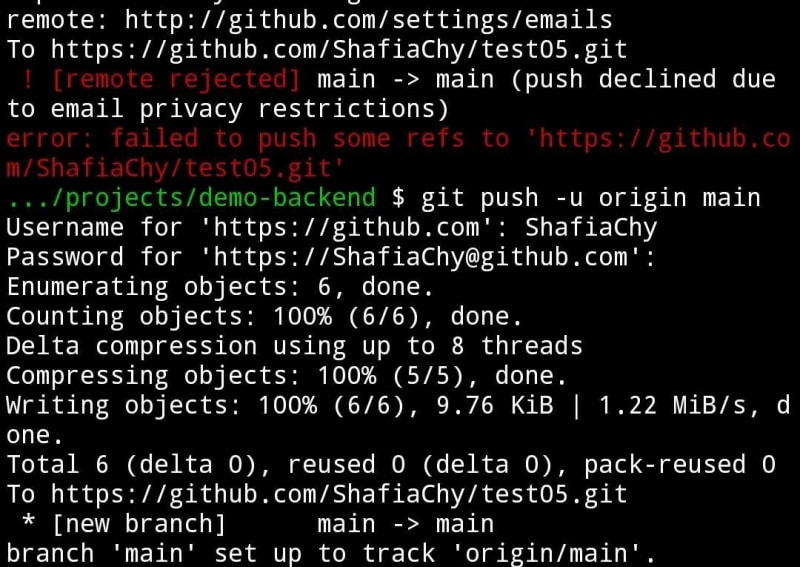 remote: http://github.com/settings/emails
To https://github.com/ShafiaChy/test05.git
 ! [remote rejected] main -> main (push declined due
to email privacy restrictions)
error: failed to push some refs to 'https://github.co
m/ShafiaChy/test05.git'
.../projects/demo-backend $ git push -u origin main
Username for 'https://github.com': ShafiaChy
Password for 'https://ShafiaChy@github.com':
Enumerating objects: 6, done.
Counting objects: 100% (6/6), done.
Delta compression using up to 8 threads
Compressing objects: 100% (5/5), done.
Writing objects: 100% (6/6), 9.76 KiB | 1.22 MiB/s, d
one.
Total 6 (delta 0), reused 0 (delta 0), pack-reused 0
To https://github.com/ShafiaChy/test05.git
 * [new branch]      main -> main
branch 'main' set up to track 'origin/main'.